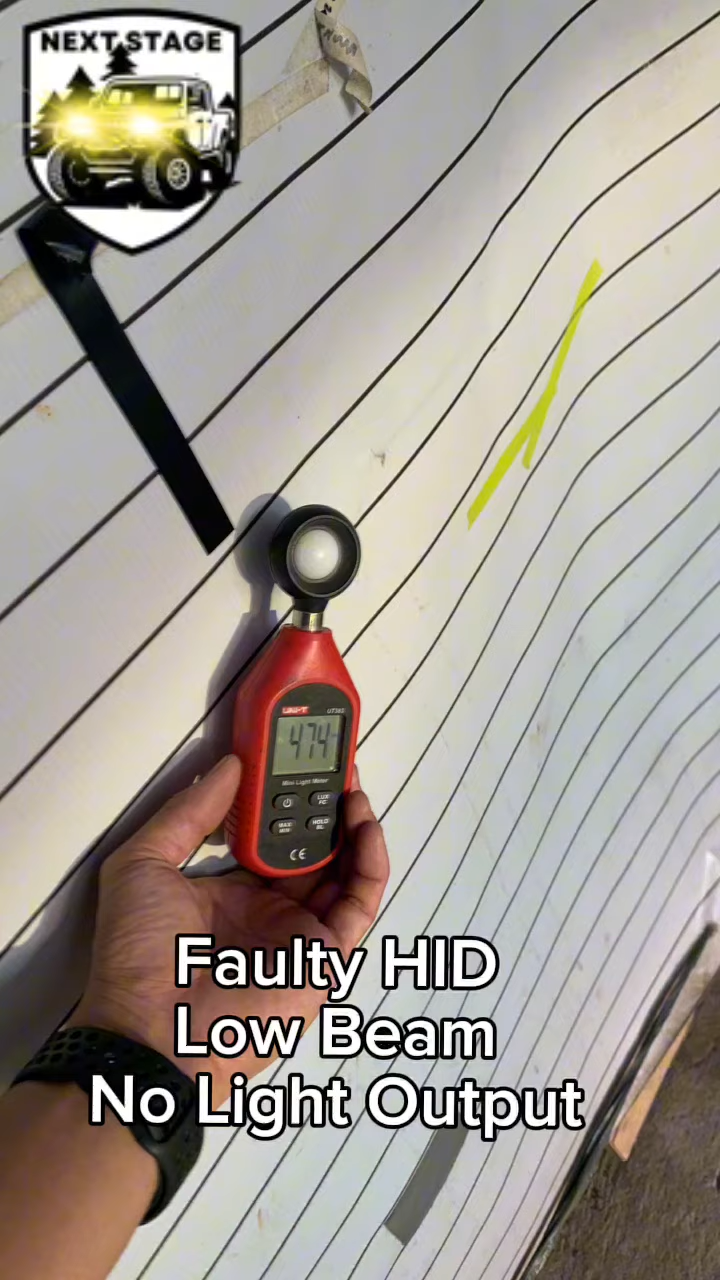 NEXT STAGE
UNI-T
UT383
474
Mini Light Meter
LUX
FC
MAX
MIN
HOLD
BL
CE
Faulty HID
Low Beam
No Light Output